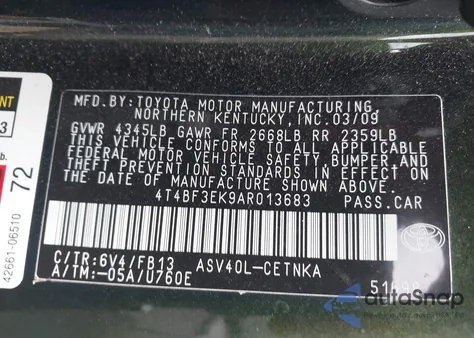 MFD.BY:TOYOTA MOTOR MANUFACTURING,
NORTHERN KENTUCKY,INC.03/09
GVWR 4345LB GAWR FR 2668LB RR 2359LB
THIS VEHICLE CONFORMS TO ALL APPLICABLE
FEDERAL MOTOR VEHICLE SAFETY,BUMPER,AND
THEFT PREVENTION STANDARDS IN EFFECT ON
THE DATE OF MANUFACTURE SHOWN ABOVE.
4T4BF3EK9AR013683 PASS.CAR
C/TR:6V4/FB13 ASV40L-CETNKA
A/TM:-05A/U760E
TOYOTA
72
42661-06510
3
b.
autoSnap